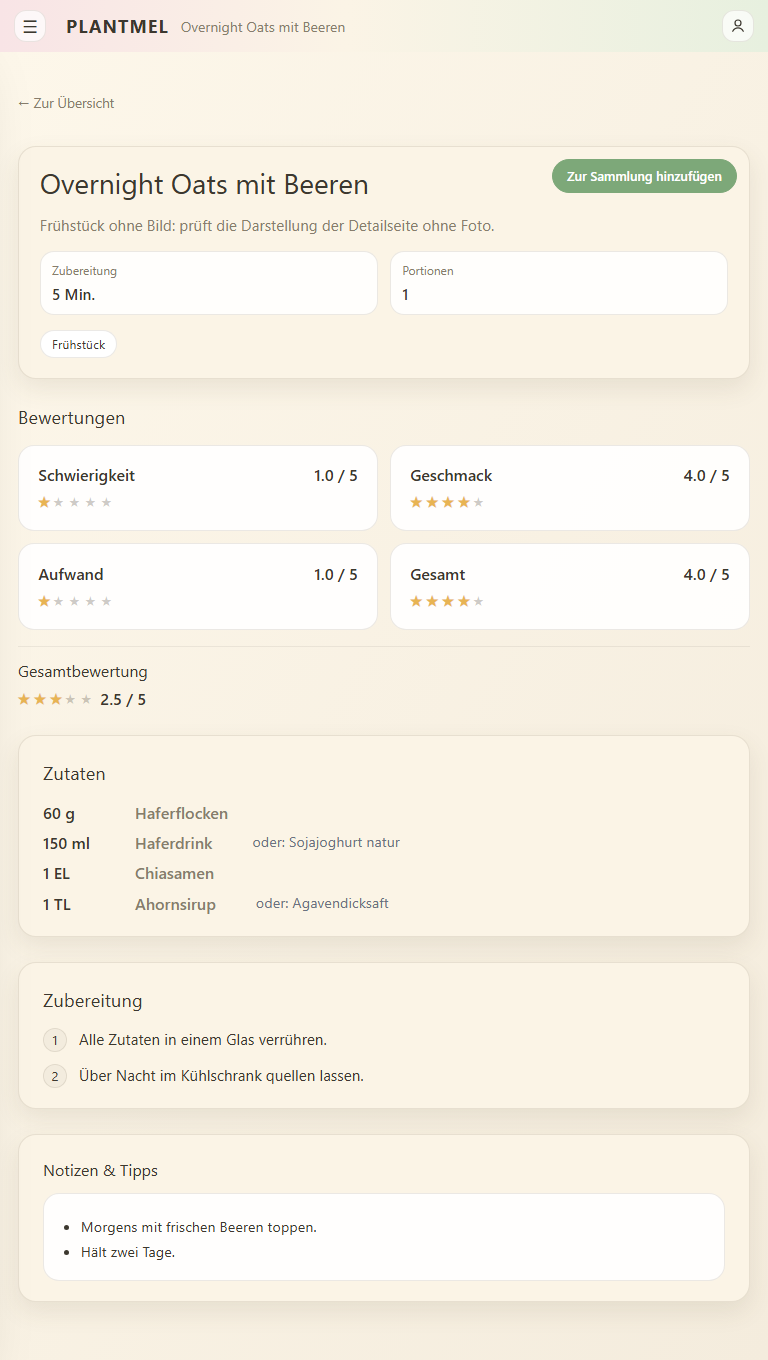 PLANTMEL Overnight Oats mit Beeren
← Zur Übersicht
Overnight Oats mit Beeren
Zur Sammlung hinzufügen
Frühstück ohne Bild: prüft die Darstellung der Detailseite ohne Foto.
Zubereitung
5 Min.
Portionen
1
Frühstück
Bewertungen
Schwierigkeit 1.0 / 5
★★★★★
Geschmack 4.0 / 5
★★★★★
Aufwand 1.0 / 5
★★★★★
Gesamt 4.0 / 5
★★★★★
Gesamtbewertung
★★★★★ 2.5 / 5
Zutaten
60 g Haferflocken
150 ml Haferdrink oder: Sojajoghurt natur
1 EL Chiasamen
1 TL Ahornsirup oder: Agavendicksaft
Zubereitung
1 Alle Zutaten in einem Glas verrühren.
2 Über Nacht im Kühlschrank quellen lassen.
Notizen & Tipps
• Morgens mit frischen Beeren toppen.
• Hält zwei Tage.